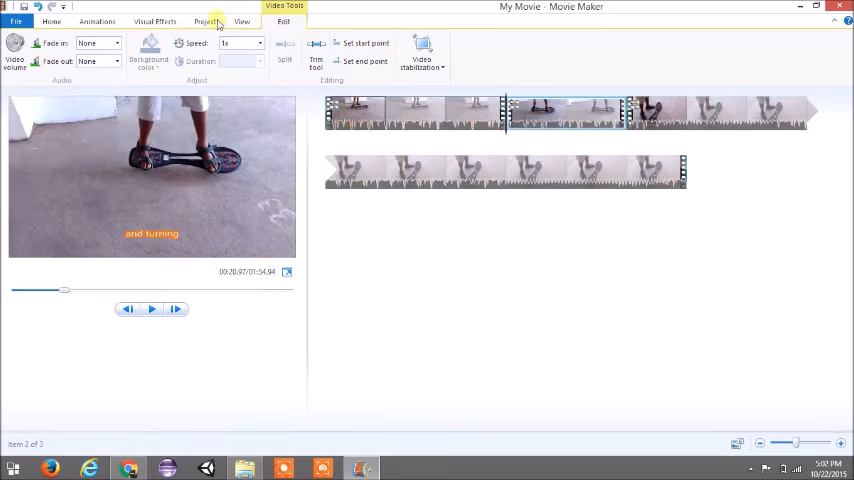 Video Tools
My Movie - Movie Maker
File
Home
Animations
Visual Effects
Project
View
Edit
Video volume
Fade in: None
Fade out: None
Audio
Background color
Speed: 1x
Duration:
Adjust
Split
Trim tool
Set start point
Set end point
Editing
Video stabilization
and turning
00:20.97/01:54.94
Item 2 of 3
5:02 PM
10/22/2015